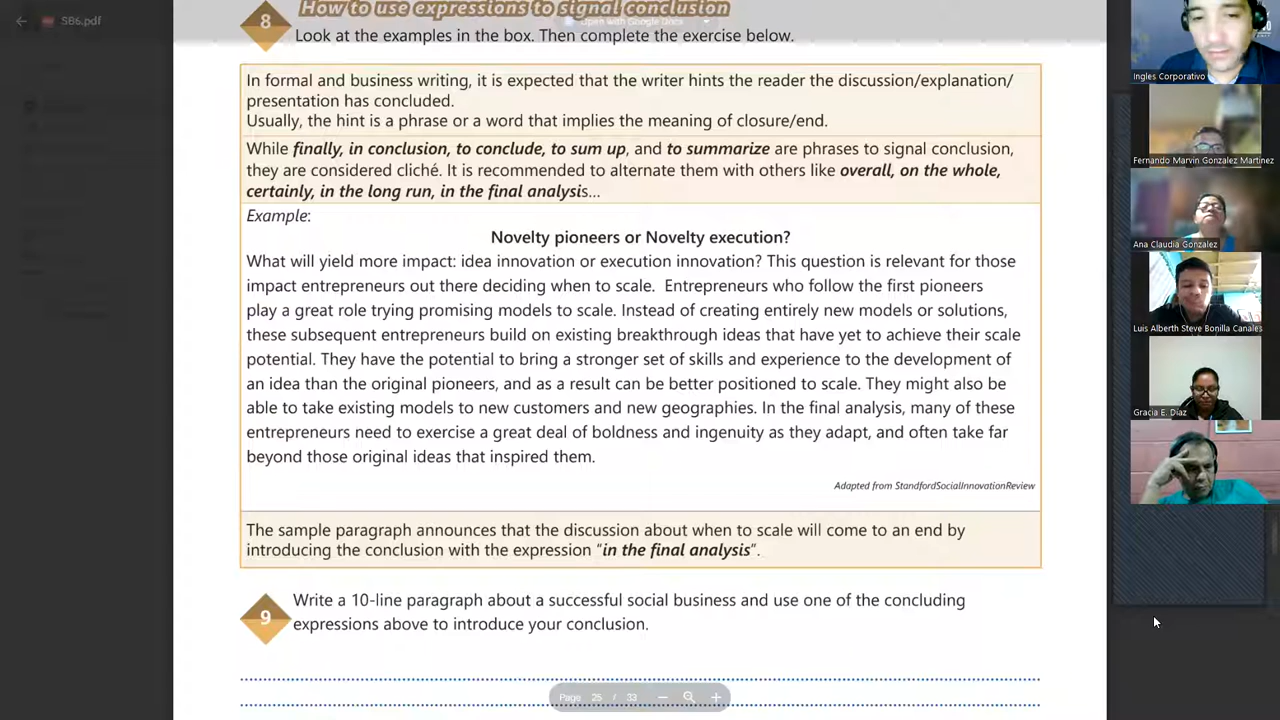 SB6.pdf
How to use expressions to signal conclusion
Open with Google Docs
8
Look at the examples in the box. Then complete the exercise below.
In formal and business writing, it is expected that the writer hints the reader the discussion/explanation/
presentation has concluded.
Usually, the hint is a phrase or a word that implies the meaning of closure/end.
While finally, in conclusion, to conclude, to sum up, and to summarize are phrases to signal conclusion,
they are considered cliché. It is recommended to alternate them with others like overall, on the whole,
certainly, in the long run, in the final analysis...
Example:
Novelty pioneers or Novelty execution?
What will yield more impact: idea innovation or execution innovation? This question is relevant for those
impact entrepreneurs out there deciding when to scale. Entrepreneurs who follow the first pioneers
play a great role trying promising models to scale. Instead of creating entirely new models or solutions,
these subsequent entrepreneurs build on existing breakthrough ideas that have yet to achieve their scale
potential. They have the potential to bring a stronger set of skills and experience to the development of
an idea than the original pioneers, and as a result can be better positioned to scale. They might also be
able to take existing models to new customers and new geographies. In the final analysis, many of these
entrepreneurs need to exercise a great deal of boldness and ingenuity as they adapt, and often take far
beyond those original ideas that inspired them.
Adapted from StandfordSocialInnovationReview
The sample paragraph announces that the discussion about when to scale will come to an end by
introducing the conclusion with the expression "in the final analysis".
9
Write a 10-line paragraph about a successful social business and use one of the concluding
expressions above to introduce your conclusion.
Page 26 / 33
Ingles Corporativo
Fernando Marvin Gonzalez Martinez
Ana Claudia Gonzalez
Luis Alberth Steve Bonilla Canales
Gracia E. Diaz